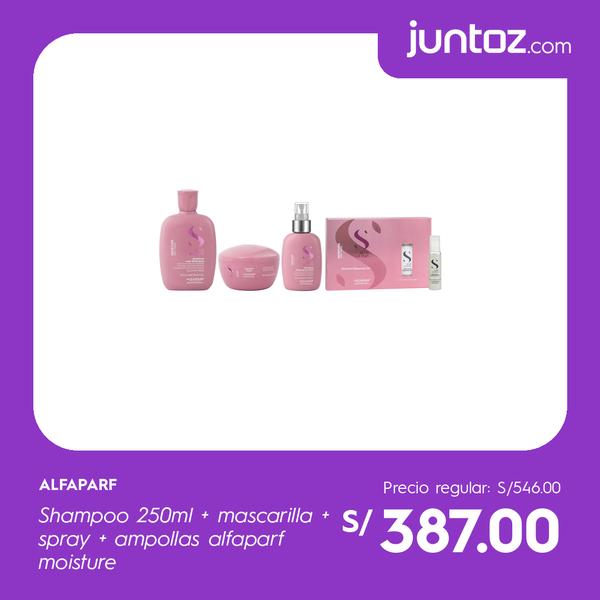 juntoz.com
ALFAPARF
Shampoo 250ml + mascarilla +
spray + ampollas alfaparf
moisture
Precio regular: S/546.00
S/387.00